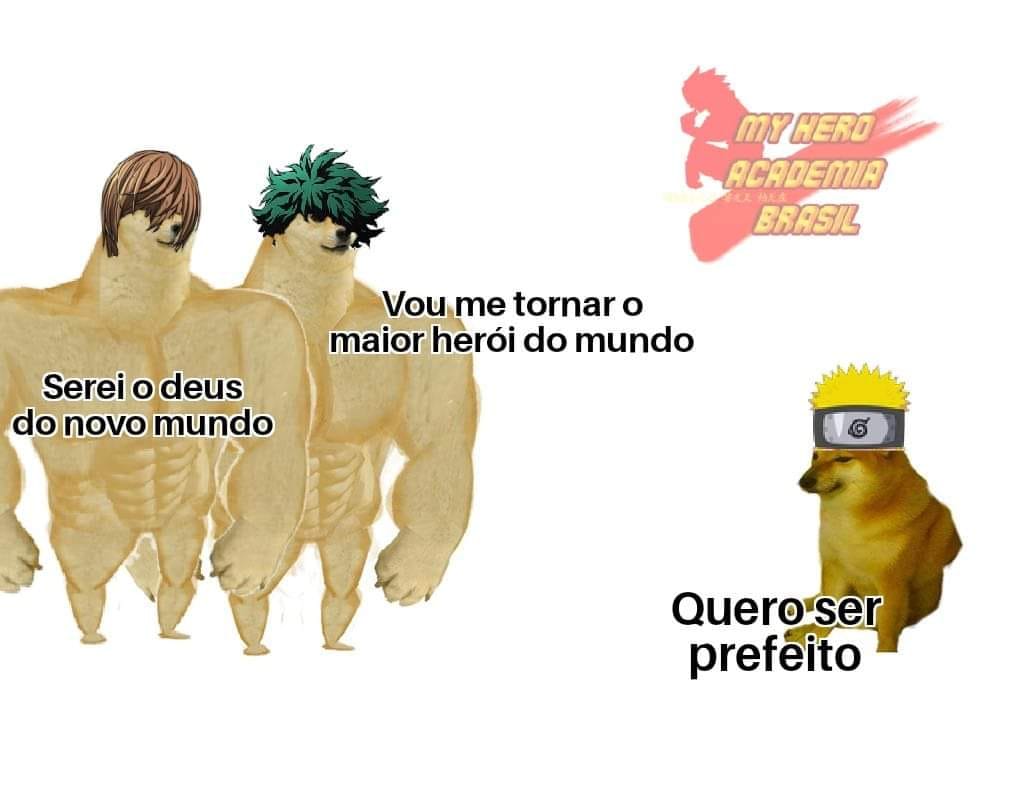 MY HERO
ACADEMIA
BRASIL
Vou me tornar o
maior herói do mundo
Serei o deus
do novo mundo
Quero ser
prefeito